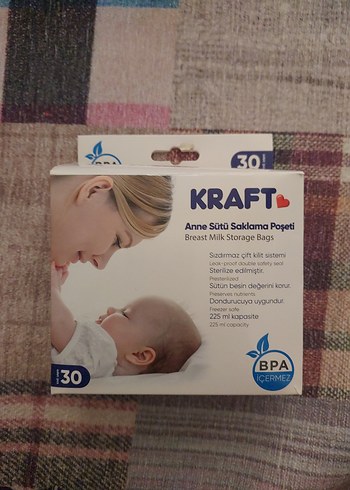 30
KRAFT
Anne Sütü Saklama Poşeti
Breast Milk Storage Bags
Sızdırmaz çift kilit sistemi
Leak-proof double safety seal
Sterilize edilmiştir.
Presterilized
Sütün besin değerini korur.
Preserves nutrients
Dondurucuya uygundur.
Freezer safe
225 ml kapasite
225 ml capacity
BPA
İÇERMEZ
30